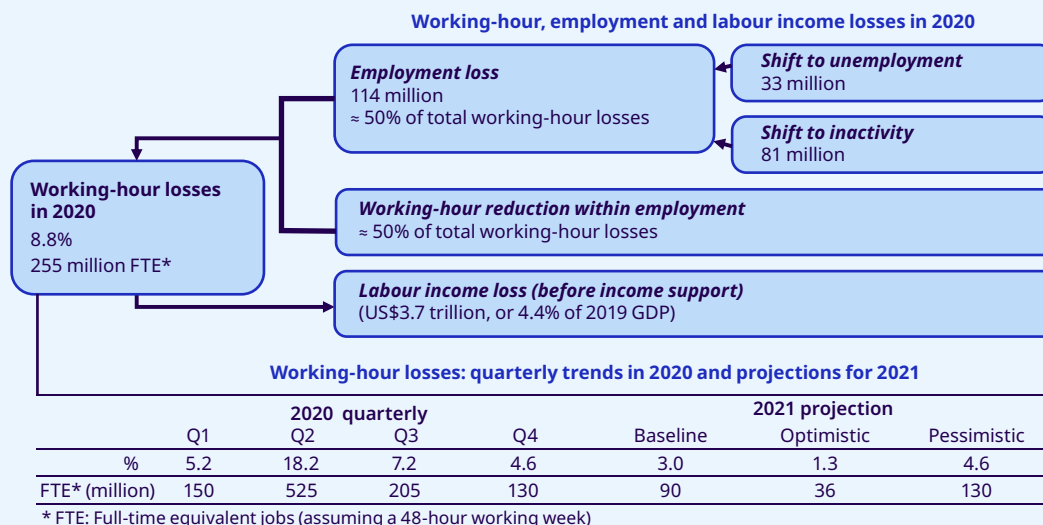 Working-hour, employment and labour income losses in 2020
Employment loss
114 million
≈ 50% of total working-hour losses
Shift to unemployment
33 million
Shift to inactivity
81 million
Working-hour losses
in 2020
8.8%
255 million FTE*
Working-hour reduction within employment
≈ 50% of total working-hour losses
Labour income loss (before income support)
(US$3.7 trillion, or 4.4% of 2019 GDP)
Working-hour losses: quarterly trends in 2020 and projections for 2021
2020 quarterly 2021 projection
Q1 Q2 Q3 Q4 Baseline Optimistic Pessimistic
% 5.2 18.2 7.2 4.6 3.0 1.3 4.6
FTE* (million) 150 525 205 130 90 36 130
* FTE: Full-time equivalent jobs (assuming a 48-hour working week)